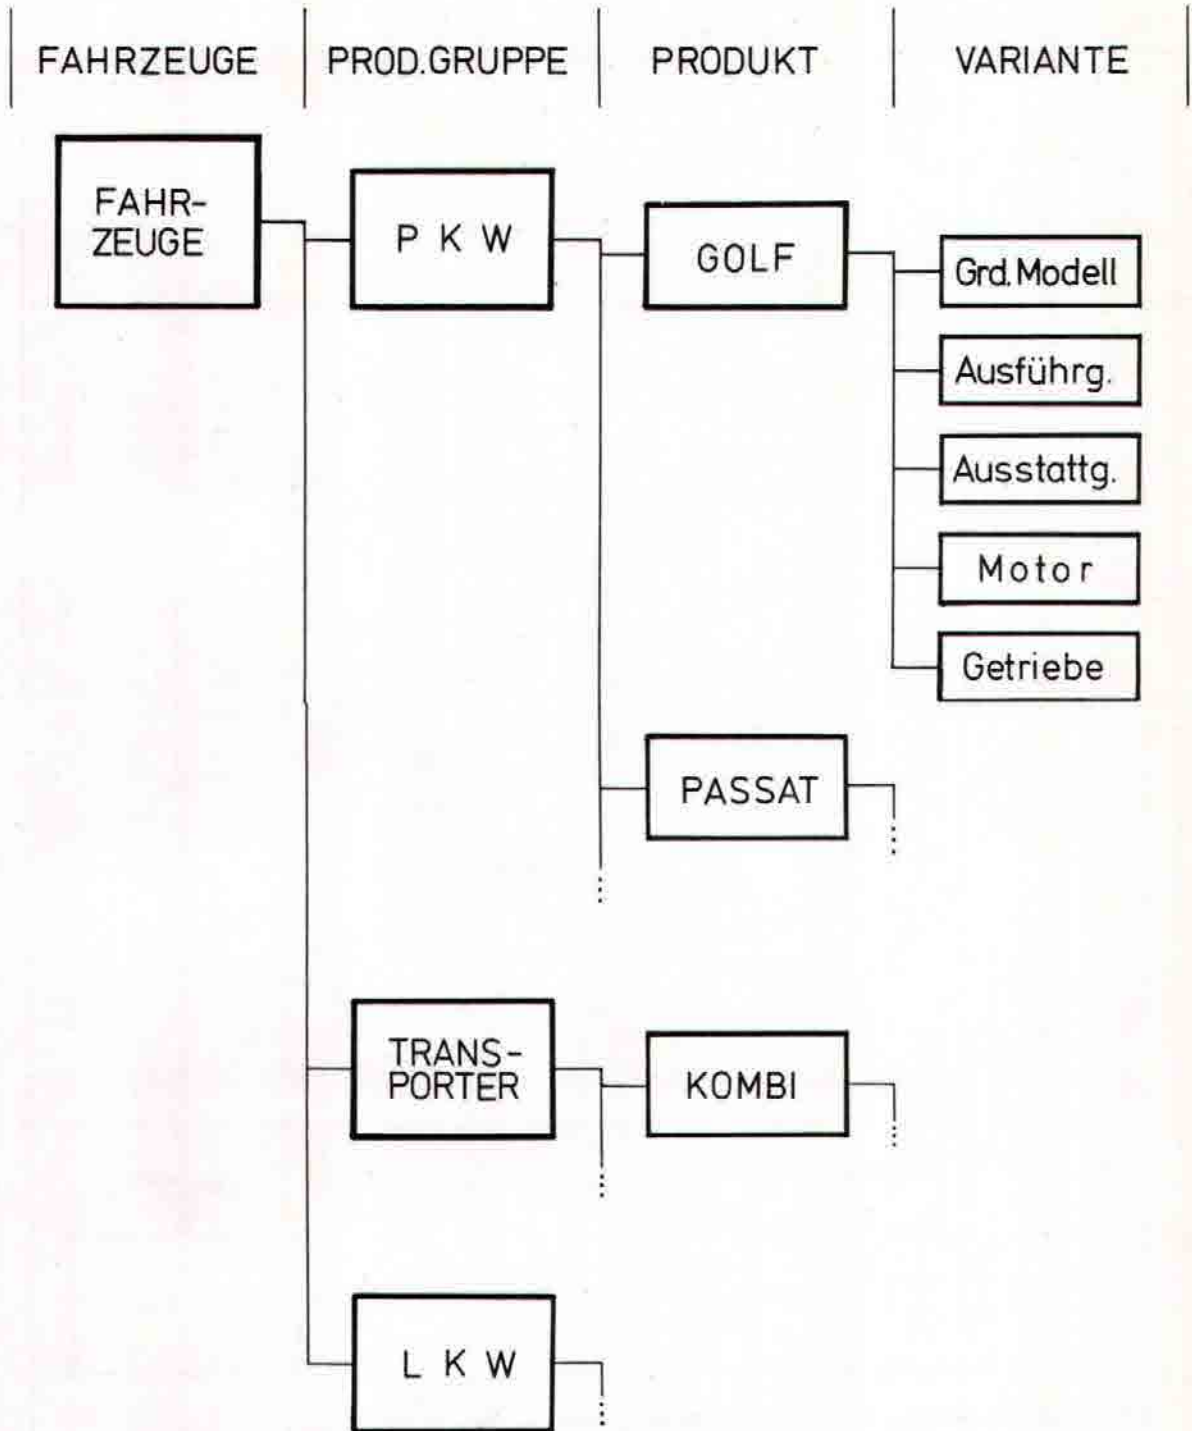 FAHRZEUGE PROD.GRUPPE PRODUKT VARIANTE
FAHR-
ZEUGE
P K W
GOLF
Grd. Modell
Ausführg.
Ausstattg.
Motor
Getriebe
PASSAT
TRANS-
PORTER
KOMBI
L K W